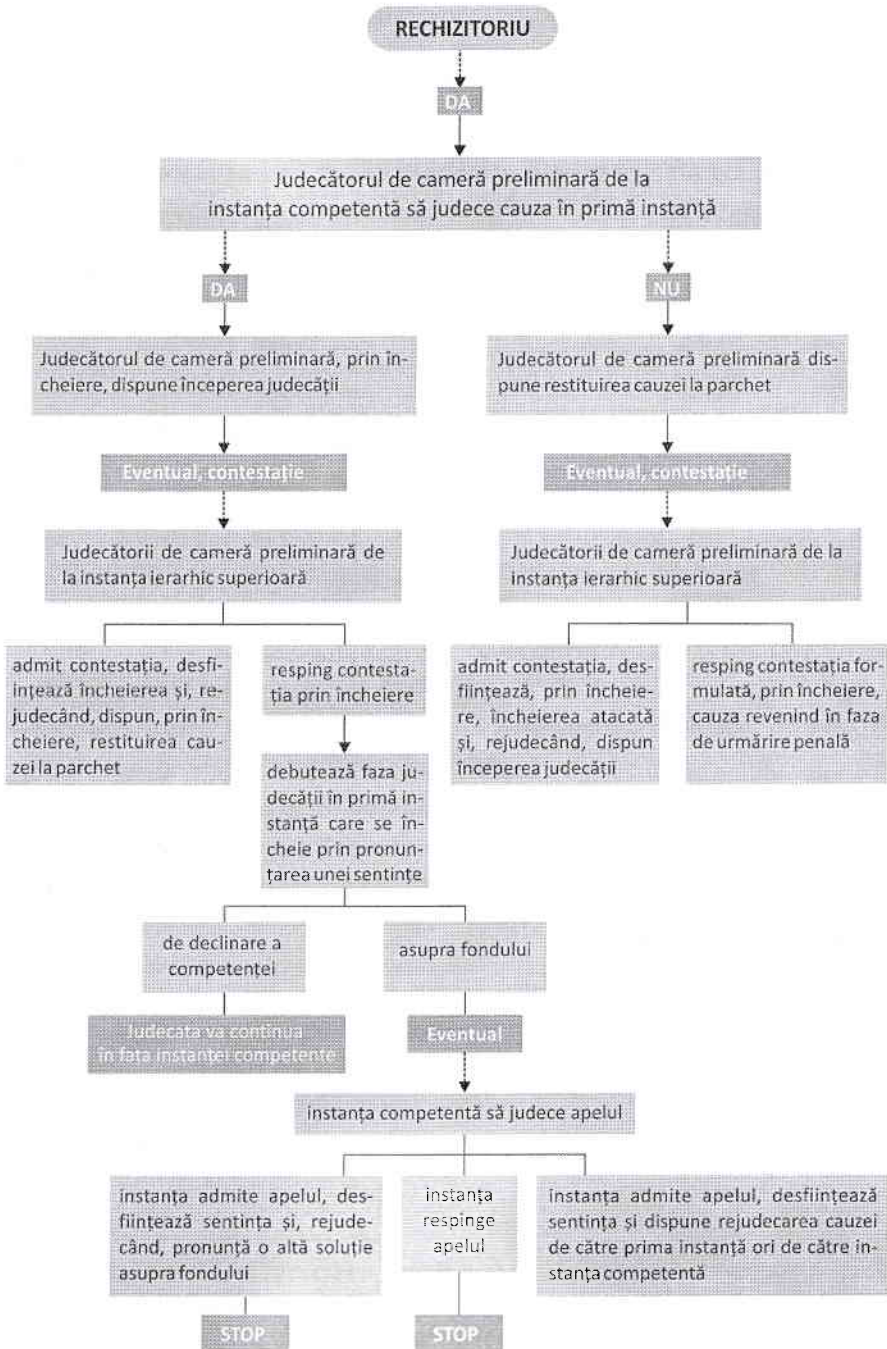 RECHIZITORIU
DA
Judecătorul de cameră preliminară de la
instanța competentă să judece cauza în primă instanță
DA
NU
Judecătorul de cameră preliminară, prin în-
cheiere, dispune începerea judecății
Judecătorul de cameră preliminară dis-
pune restituirea cauzei la parchet
Eventual, contestație
Eventual, contestație
Judecătorii de cameră preliminară de
la instanța ierarhic superioară
Judecătorii de cameră preliminară de la
instanța ierarhic superioară
admit contestația, desfi-
ințează încheierea și, re-
judecând, dispun, prin în-
cheiere, restituirea cau-
zei la parchet
resping contesta-
ția prin încheiere
admit contestația, des-
ființează, prin încheie-
re, încheierea atacată
și, rejudecând, dispun
începerea judecății
resping contestația for-
mulată, prin încheiere,
cauza revenind în faza
de urmărire penală
debutează faza ju-
decății în primă in-
stanță care se în-
cheie prin pronun-
țarea unei sentințe
de declinare a
competenței
asupra fondului
Judecata va continua
în fața instanței competente
Eventual
instanța competentă să judece apelul
instanța admite apelul, des-
ființează sentința și, rejude-
când, pronunță o altă soluție
asupra fondului
instanța
respinge
apelul
instanța admite apelul, desființează
sentința și dispune rejudecarea cauzei
de către prima instanță ori de către in-
stanța competentă
STOP
STOP